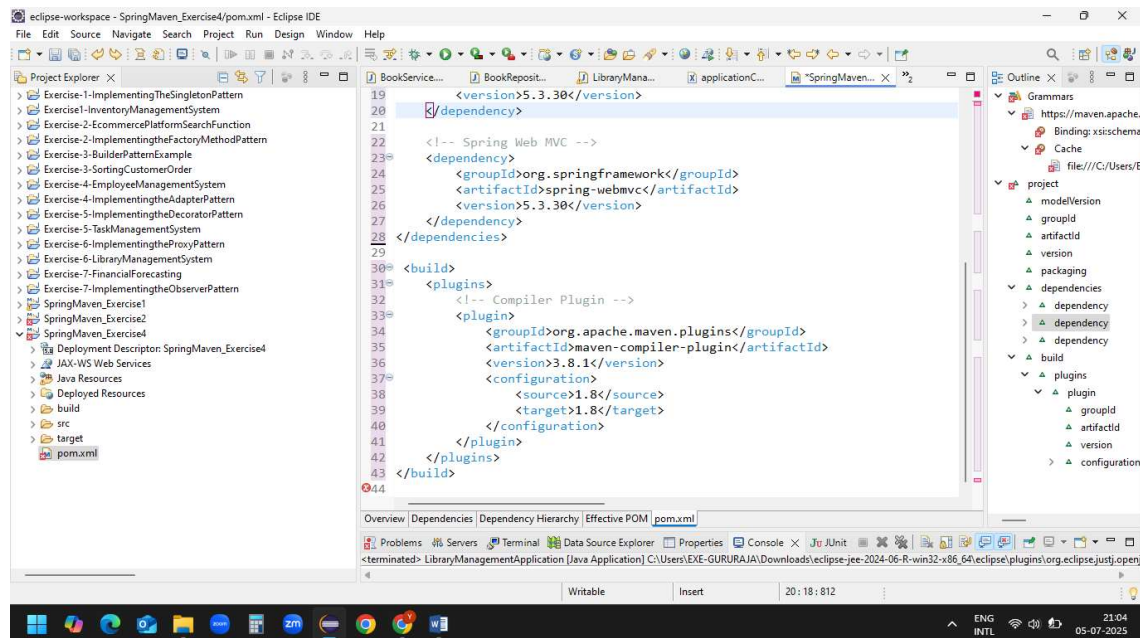 eclipse-workspace - SpringMaven_Exercise4/pom.xml - Eclipse IDE
File Edit Source Navigate Search Project Run Design Window Help
Project Explorer
Exercise-1-ImplementingTheSingletonPattern
Exercise1-InventoryManagementSystem
Exercise-2-EcommercePlatformSearchFunction
Exercise-2-ImplementingtheFactoryMethodPattern
Exercise-3-BuilderPatternExample
Exercise-3-SortingCustomerOrder
Exercise-4-EmployeeManagementSystem
Exercise-4-ImplementingtheAdapterPattern
Exercise-5-ImplementingtheDecoratorPattern
Exercise-5-TaskManagementSystem
Exercise-6-ImplementingtheProxyPattern
Exercise-6-LibraryManagementSystem
Exercise-7-FinancialForecasting
Exercise-7-ImplementingtheObserverPattern
SpringMaven_Exercise1
SpringMaven_Exercise2
SpringMaven_Exercise4
Deployment Descriptor: SpringMaven_Exercise4
JAX-WS Web Services
Java Resources
Deployed Resources
build
src
target
pom.xml
BookService.... BookReposit... LibraryMana... applicationC... *SpringMaven... »2
19 <version>5.3.30</version>
20 </dependency>
21
22 <!-- Spring Web MVC -->
23 <dependency>
24 <groupId>org.springframework</groupId>
25 <artifactId>spring-webmvc</artifactId>
26 <version>5.3.30</version>
27 </dependency>
28 </dependencies>
29
30 <build>
31 <plugins>
32 <!-- Compiler Plugin -->
33 <plugin>
34 <groupId>org.apache.maven.plugins</groupId>
35 <artifactId>maven-compiler-plugin</artifactId>
36 <version>3.8.1</version>
37 <configuration>
38 <source>1.8</source>
39 <target>1.8</target>
40 </configuration>
41 </plugin>
42 </plugins>
43 </build>
44
Overview Dependencies Dependency Hierarchy Effective POM pom.xml
Outline
Grammars
https://maven.apache.
Binding: xsi:schema
Cache
file:///C:/Users/E
project
modelVersion
groupId
artifactId
version
packaging
dependencies
dependency
dependency
dependency
build
plugins
plugin
groupId
artifactId
version
configuration
Problems Servers Terminal Data Source Explorer Properties Console JUnit
<terminated> LibraryManagementApplication [Java Application] C:\Users\EXE-GURURAJA\Downloads\eclipse-jee-2024-06-R-win32-x86_64\eclipse\plugins\org.eclipse.justj.openj
Writable Insert 20 : 18 : 812
zoom zm
ENG
INTL
21:04
05-07-2025